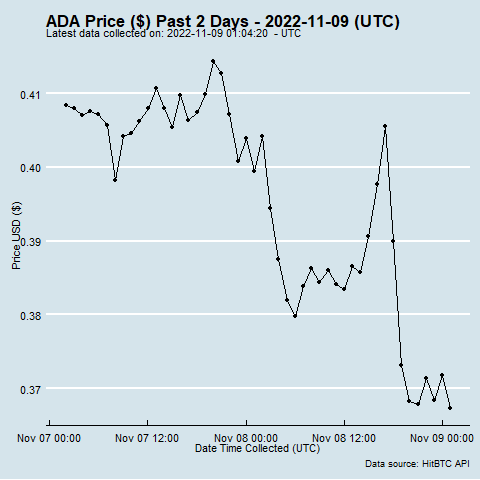 ADA Price ($) Past 2 Days - 2022-11-09 (UTC)
Latest data collected on: 2022-11-09 01:04:20  - UTC
0.41
0.40
0.39
0.38
0.37
Price USD ($)
Nov 07 00:00
Nov 07 12:00
Nov 08 00:00
Nov 08 12:00
Nov 09 00:00
Date Time Collected (UTC)
Data source: HitBTC API